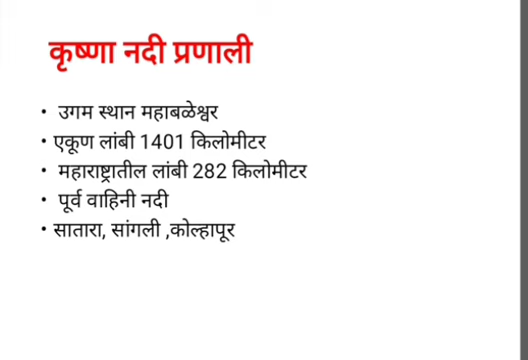 कृष्णा नदी प्रणाली
• उगम स्थान महाबळेश्वर
• एकूण लांबी 1401 किलोमीटर
• महाराष्ट्रातील लांबी 282 किलोमीटर
• पूर्व वाहिनी नदी
• सातारा, सांगली ,कोल्हापूर